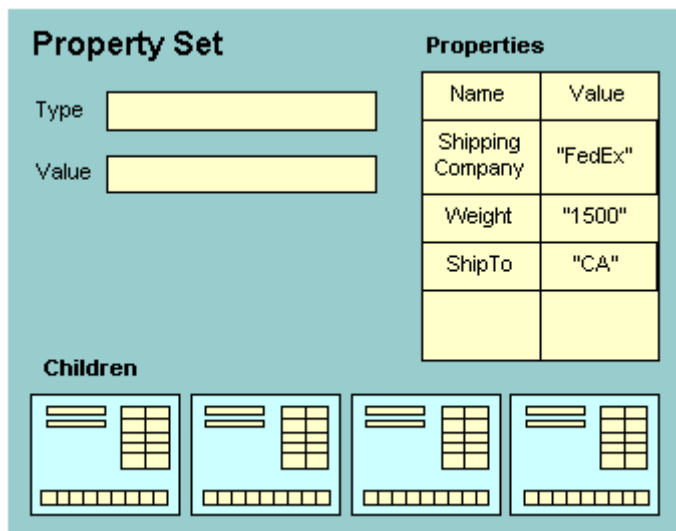 Property Set
Type
Value
Properties
Name Value
Shipping
Company "FedEx"
Weight "1500"
ShipTo "CA"
Children